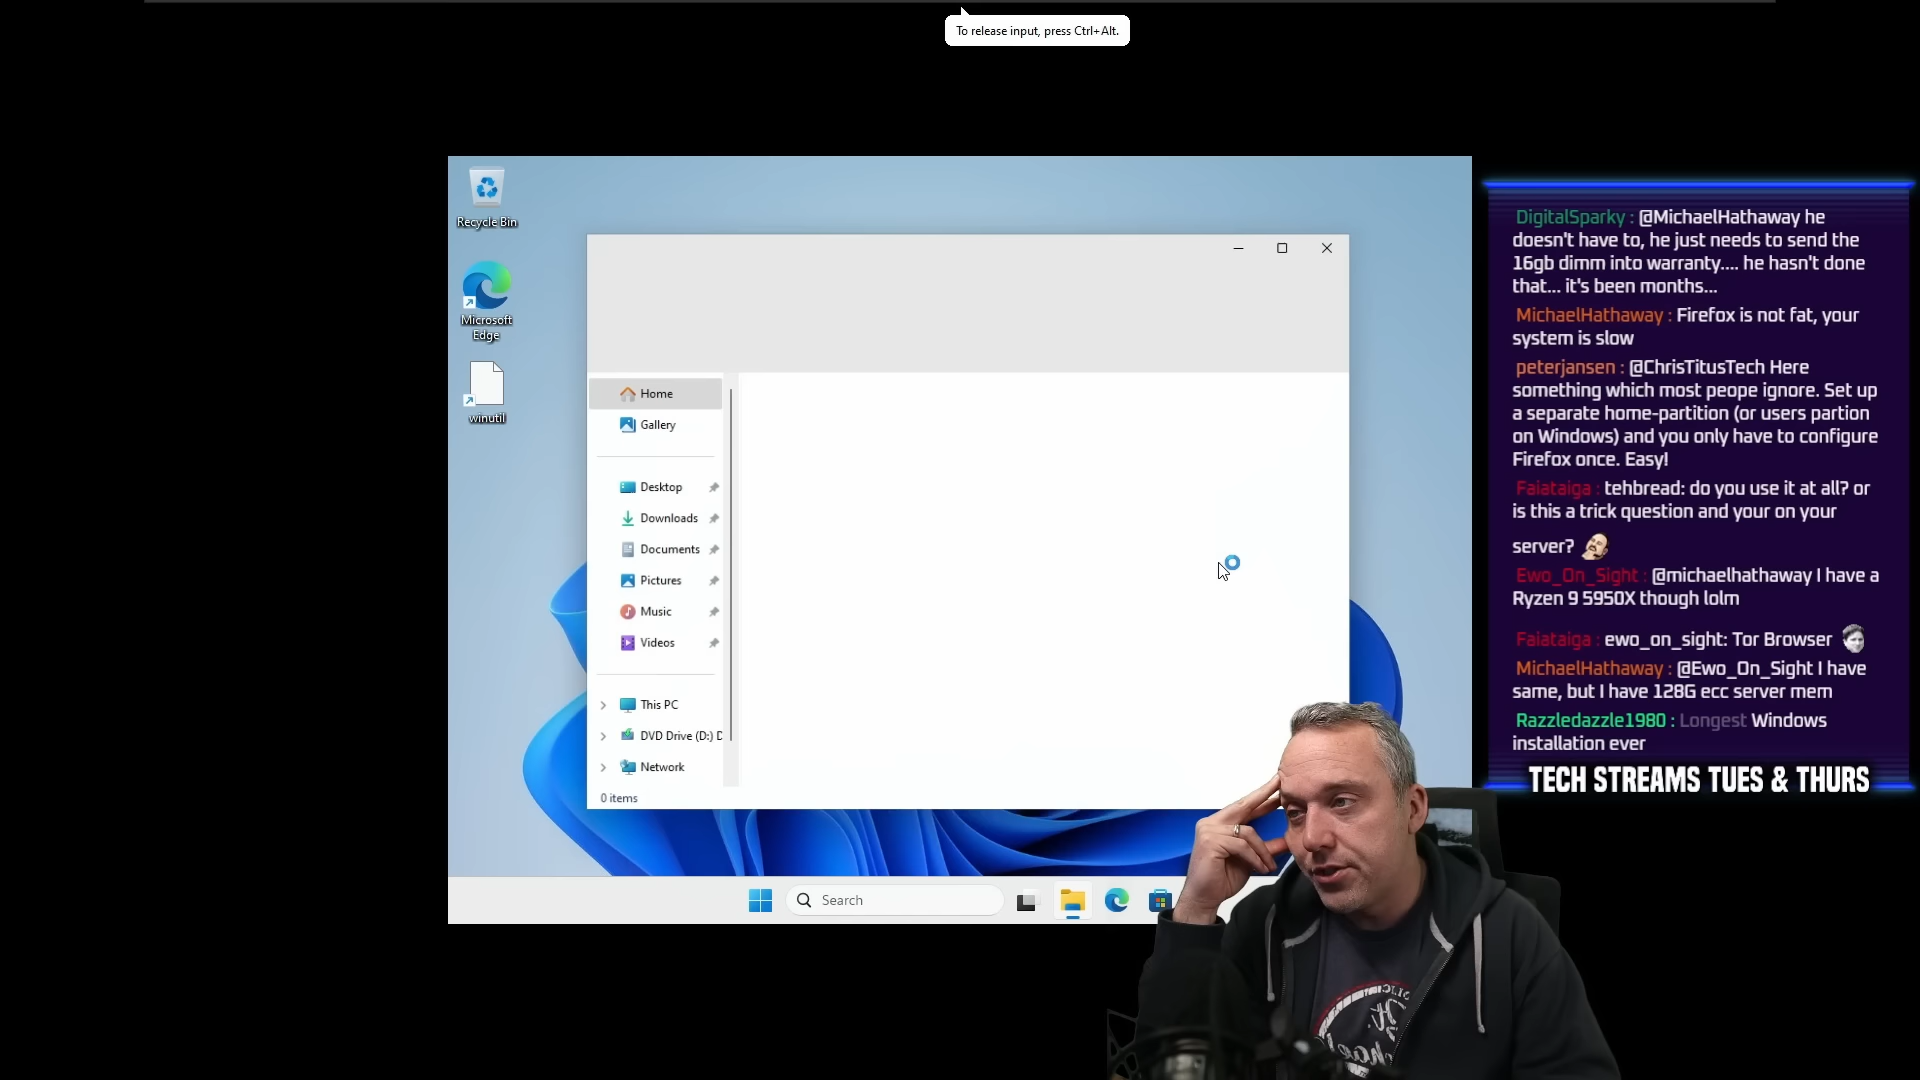 To release input, press Ctrl+Alt.
Recycle Bin
Microsoft
Edge
winutil
Home
Gallery
Desktop
Downloads
Documents
Pictures
Music
Videos
This PC
DVD Drive (D:) D
Network
0 items
Search
DigitalSparky : @MichaelHathaway he
doesn't have to, he just needs to send the
16gb dimm into warranty.... he hasn't done
that... it's been months...
MichaelHathaway : Firefox is not fat, your
system is slow
peterjansen : @ChrisTitusTech Here
something which most peope ignore. Set up
a separate home-partition (or users partion
on Windows) and you only have to configure
Firefox once. Easy!
Faiataiga : tehbread: do you use it at all? or
is this a trick question and your on your
server?
Ewo_On_Sight : @michaelhathaway I have a
Ryzen 9 5950X though lolm
Faiataiga : ewo_on_sight: Tor Browser
MichaelHathaway : @Ewo_On_Sight I have
same, but I have 128G ecc server mem
Razzledazzle1980 : Longest Windows
installation ever
TECH STREAMS TUES & THURS